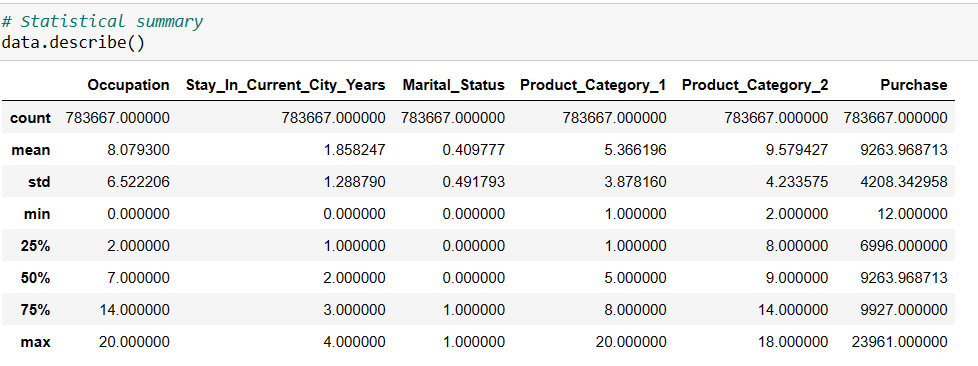 # Statistical summary
data.describe()
Occupation Stay_In_Current_City_Years Marital_Status Product_Category_1 Product_Category_2 Purchase
count 783667.000000 783667.000000 783667.000000 783667.000000 783667.000000 783667.000000
mean 8.079300 1.858247 0.409777 5.366196 9.579427 9263.968713
std 6.522206 1.288790 0.491793 3.878160 4.233575 4208.342958
min 0.000000 0.000000 0.000000 1.000000 2.000000 12.000000
25% 2.000000 1.000000 0.000000 1.000000 8.000000 6996.000000
50% 7.000000 2.000000 0.000000 5.000000 9.000000 9263.968713
75% 14.000000 3.000000 1.000000 8.000000 14.000000 9927.000000
max 20.000000 4.000000 1.000000 20.000000 18.000000 23961.000000